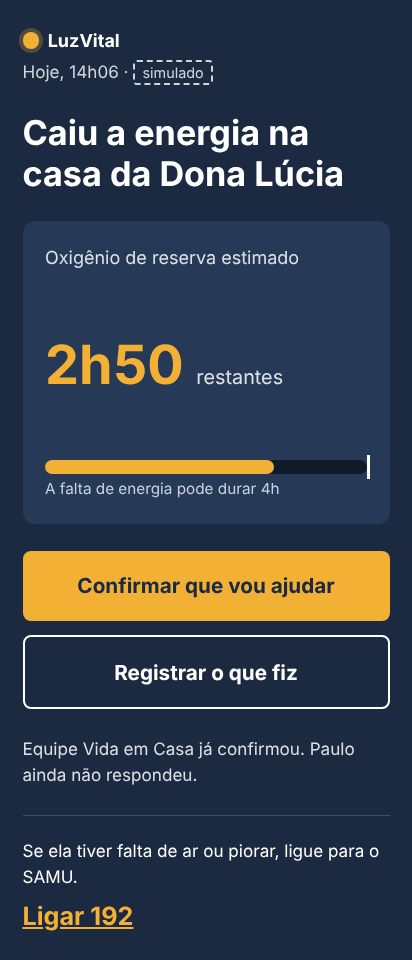 LuzVital
Hoje, 14h06 · simulado
Caiu a energia na
casa da Dona Lúcia
Oxigênio de reserva estimado
2h50 restantes
A falta de energia pode durar 4h
Confirmar que vou ajudar
Registrar o que fiz
Equipe Vida em Casa já confirmou. Paulo
ainda não respondeu.
Se ela tiver falta de ar ou piorar, ligue para o
SAMU.
Ligar 192